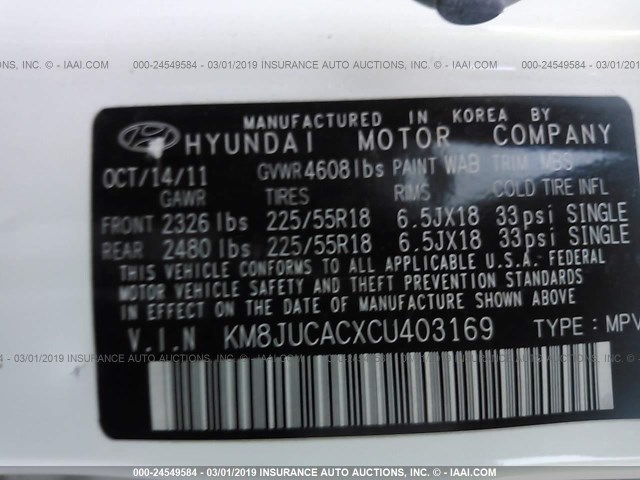 000-24549584 - 03/01/2019 INSURANCE AUTO AUCTIONS, INC. © - IAAI.COM
MANUFACTURED IN KOREA BY
HYUNDAI MOTOR COMPANY
OCT/14/11 GVWR 4608 lbs PAINT WAB TRIM MBS
GAWR TIRES RIMS COLD TIRE INFL
FRONT 2326 lbs 225/55R18 6.5JX18 33psi SINGLE
REAR 2480 lbs 225/55R18 6.5JX18 33psi SINGLE
THIS VEHICLE CONFORMS TO ALL APPLICABLE U.S.A. FEDERAL
MOTOR VEHICLE SAFETY AND THEFT PREVENTION STANDARDS
IN EFFECT ON THE DATE OF MANUFACTURE SHOWN ABOVE.
V.I.N KM8JUCACXCU403169 TYPE : MPV
000-24549584 - 03/01/2019 INSURANCE AUTO AUCTIONS, INC. © - IAAI.COM
000-24549584 - 03/01/2019 INSURANCE AUTO AUCTIONS, INC. © - IAAI.COM